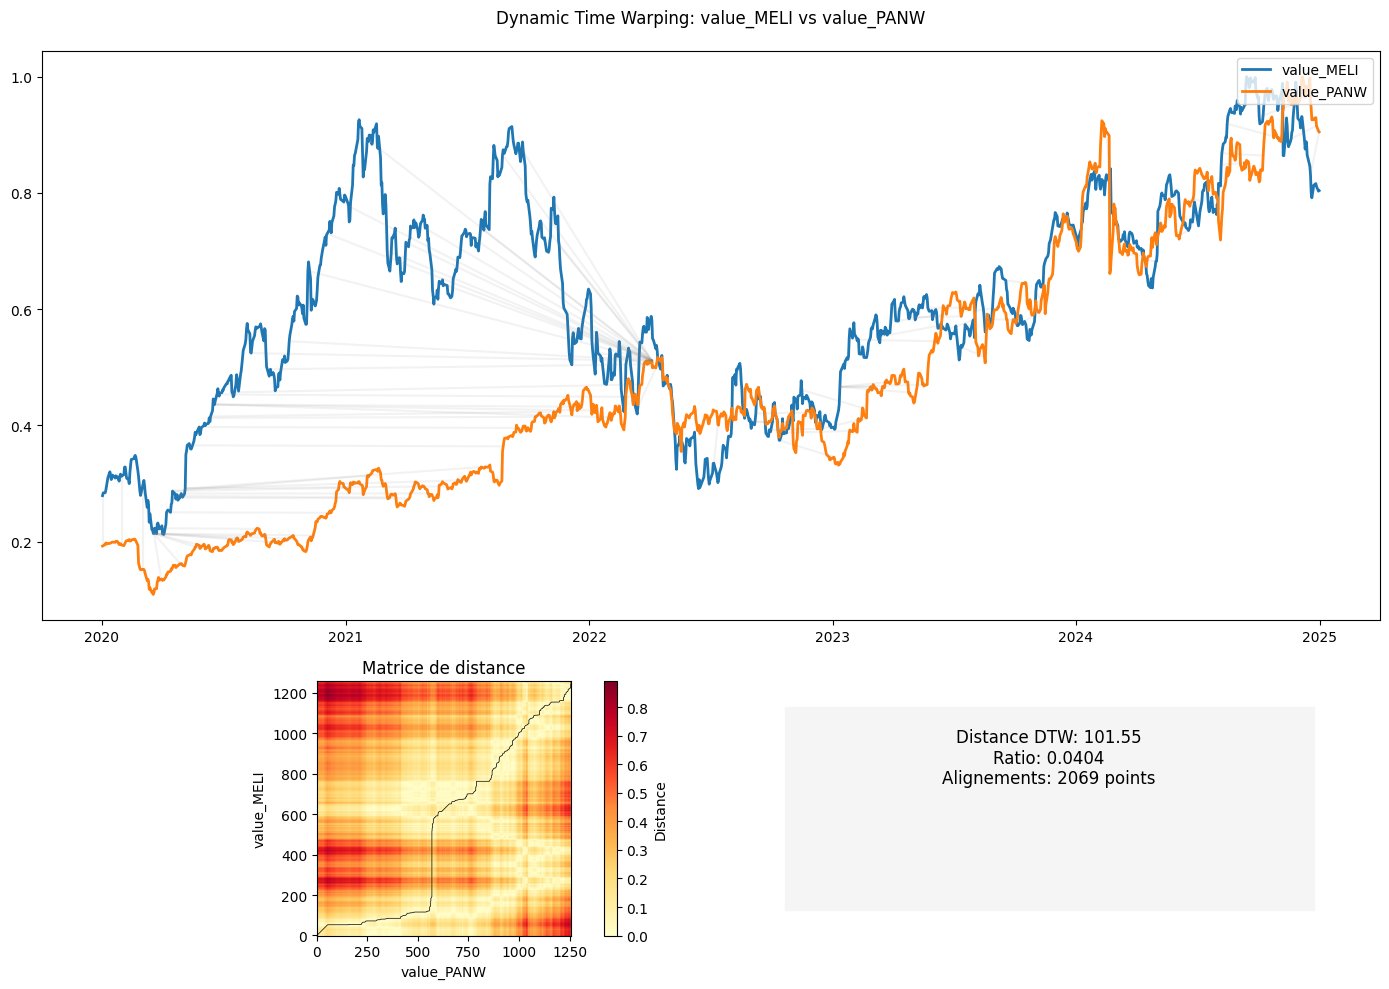 Dynamic Time Warping: value_MELI vs value_PANW
value_MELI
value_PANW
1.0
0.8
0.6
0.4
0.2
2020 2021 2022 2023 2024 2025
Matrice de distance
1200
1000
800
600
400
200
0
value_MELI
0 250 500 750 1000 1250
value_PANW
0.8
0.7
0.6
0.5
0.4
0.3
0.2
0.1
0.0
Distance
Distance DTW: 101.55
Ratio: 0.0404
Alignements: 2069 points